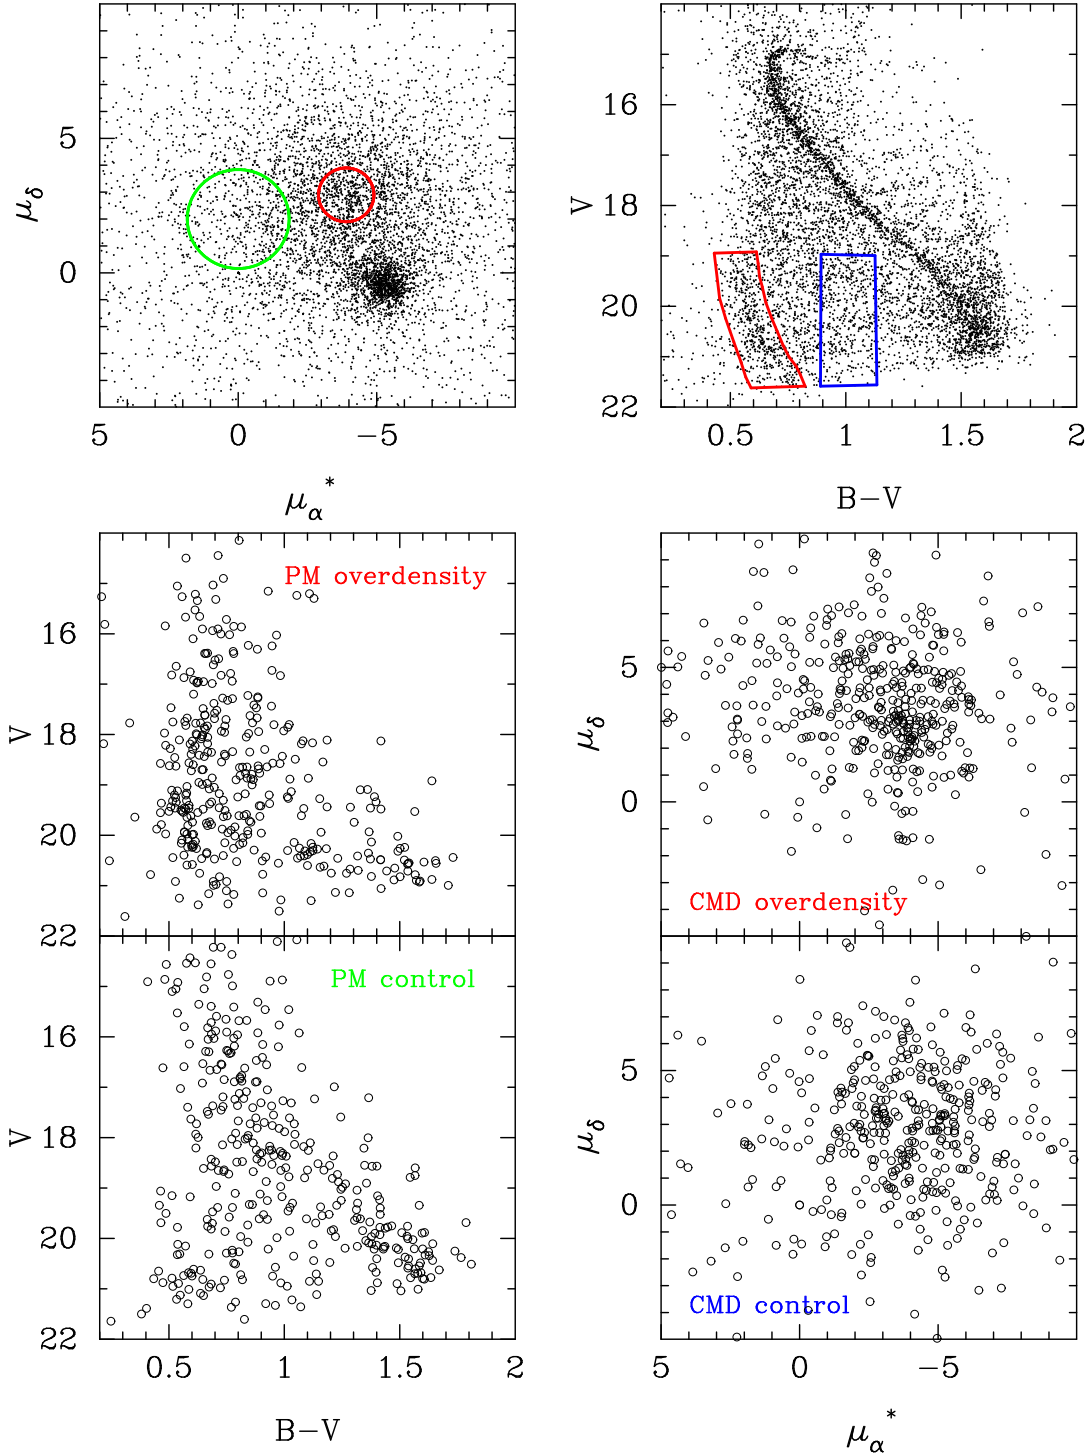 μδ
5
0
5 0 −5
μα*
V
16
18
20
22
0.5 1 1.5 2
B−V
PM overdensity
V
16
18
20
22
PM control
V
16
18
20
22
0.5 1 1.5 2
B−V
μδ
5
0
CMD overdensity
μδ
5
0
CMD control
5 0 −5
μα*